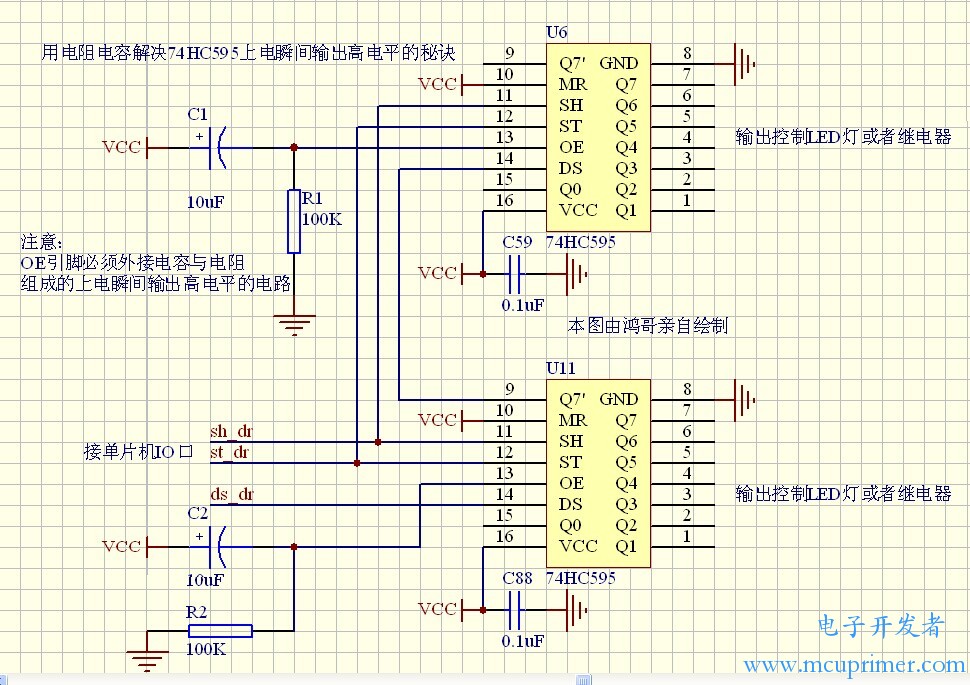 用电阻电容解决74HC595上电瞬间输出高电平的秘诀
U6
9 Q7' GND 8
VCC 10 MR Q7 7
11 SH Q6 6
12 ST Q5 5
13 OE Q4 4
14 DS Q3 3
15 Q0 Q2 2
16 VCC Q1 1
输出控制LED灯或者继电器
C1
VCC +
10uF
R1
100K
注意:
OE引脚必须外接电容与电阻
组成的上电瞬间输出高电平的电路
C59 74HC595
VCC
0.1uF
本图由鸿哥亲自绘制
U11
9 Q7' GND 8
VCC 10 MR Q7 7
11 SH Q6 6
12 ST Q5 5
13 OE Q4 4
14 DS Q3 3
15 Q0 Q2 2
16 VCC Q1 1
输出控制LED灯或者继电器
接单片机IO口
sh_dr
st_dr
ds_dr
C2
VCC +
10uF
R2
100K
C88 74HC595
VCC
0.1uF
电子开发者
www.mcuprimer.com